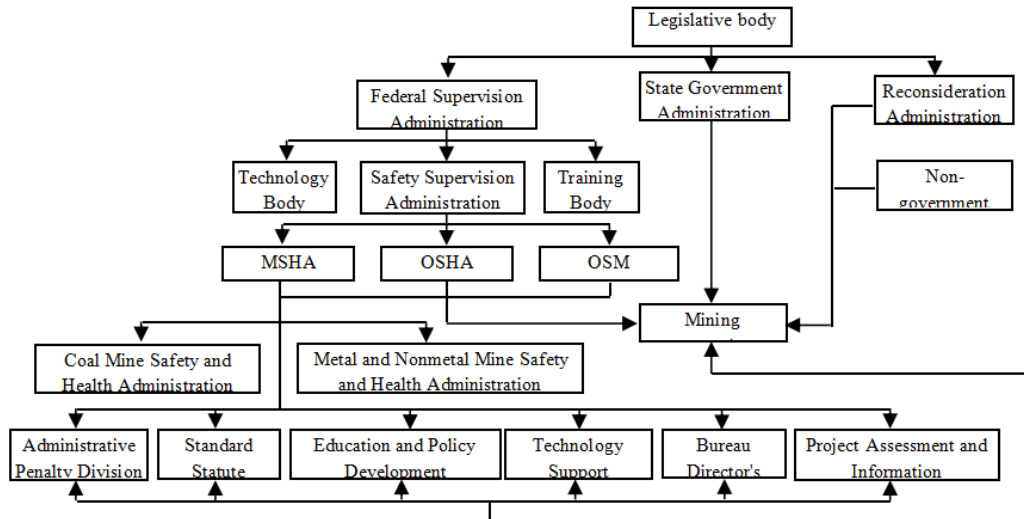 Legislative body
Federal Supervision
Administration
State Government
Administration
Reconsideration
Administration
Technology
Body
Safety Supervision
Administration
Training
Body
Non-
government
MSHA
OSHA
OSM
Mining
Coal Mine Safety and
Health Administration
Metal and Nonmetal Mine Safety
and Health Administration
Administrative
Penalty Division
Standard
Statute
Education and Policy
Development
Technology
Support
Bureau
Director's
Project Assessment and
Information